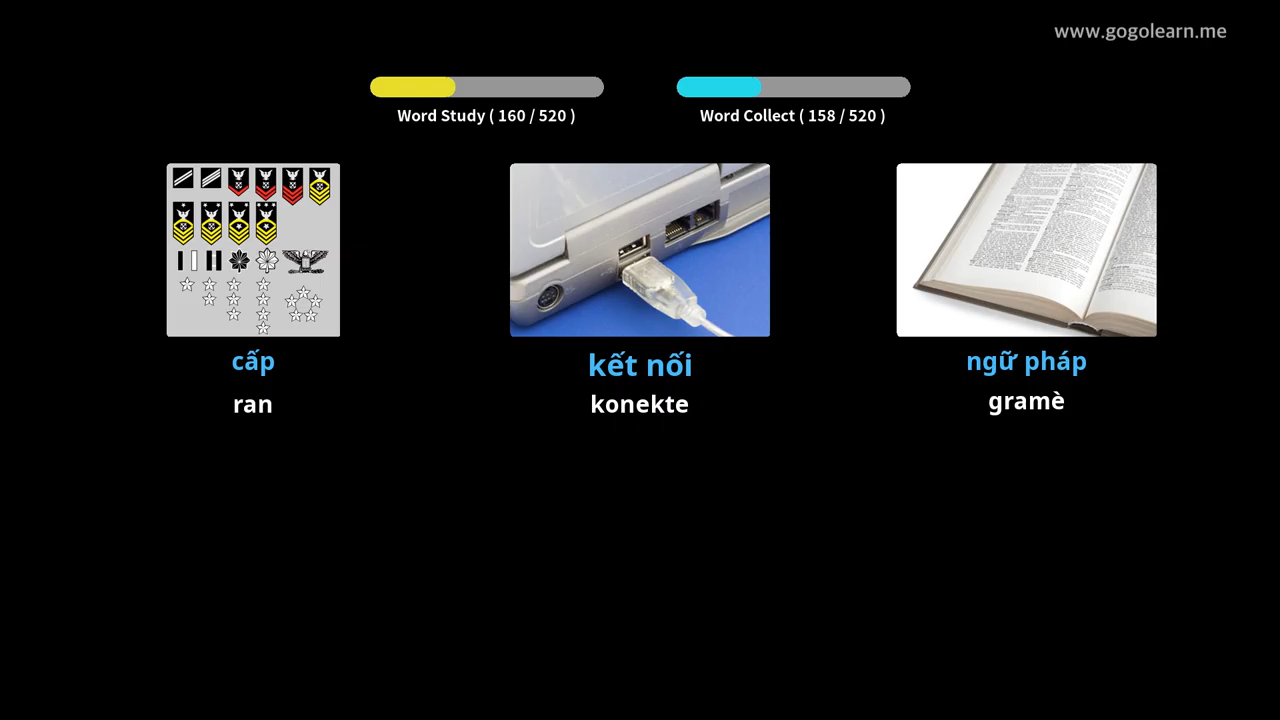 www.gogolearn.me
Word Study ( 160 / 520 )
Word Collect ( 158 / 520 )
cấp
ran
kết nối
konekte
ngữ pháp
gramè